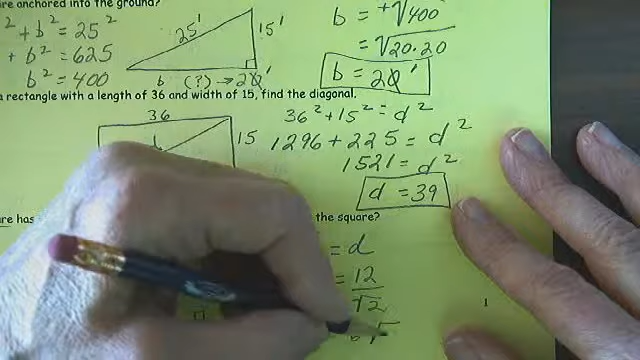 are anchored into the ground?
² + b² = 25²
+ b² = 625
b² = 400
25'
15'
b (?) → 20'
b = +√400
= √20·20
b = 20'
a rectangle with a length of 36 and width of 15, find the diagonal.
36
15
36² + 15² = d²
1296 + 225 = d²
1521 = d²
d = 39
are has
the square?
= d
= 12
√2